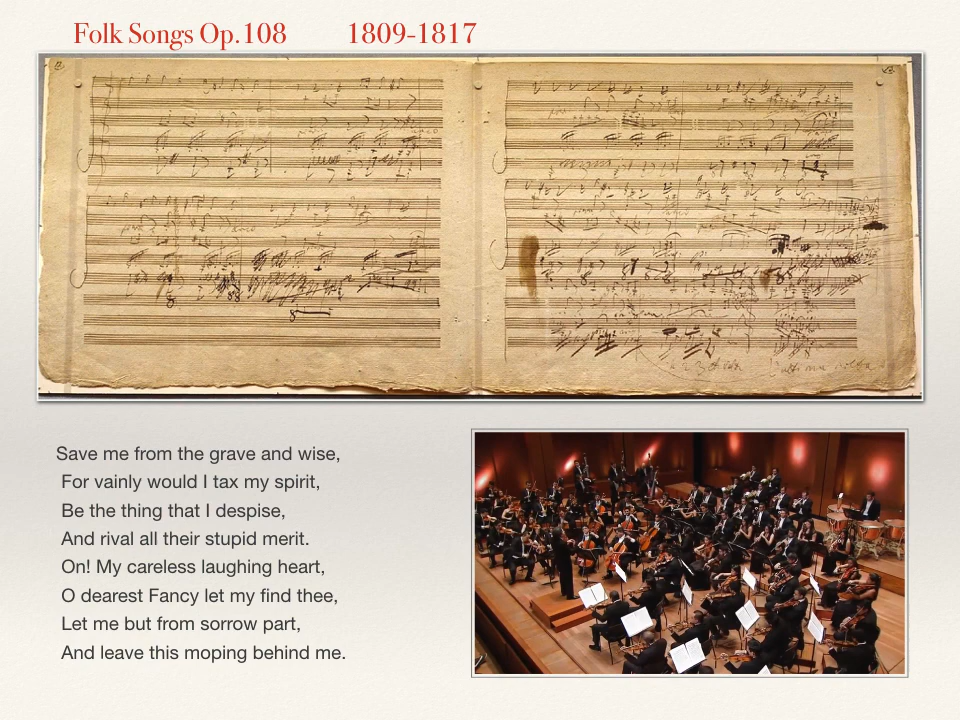 Folk Songs Op.108 1809-1817
Save me from the grave and wise,
For vainly would I tax my spirit,
Be the thing that I despise,
And rival all their stupid merit.
On! My careless laughing heart,
O dearest Fancy let my find thee,
Let me but from sorrow part,
And leave this moping behind me.